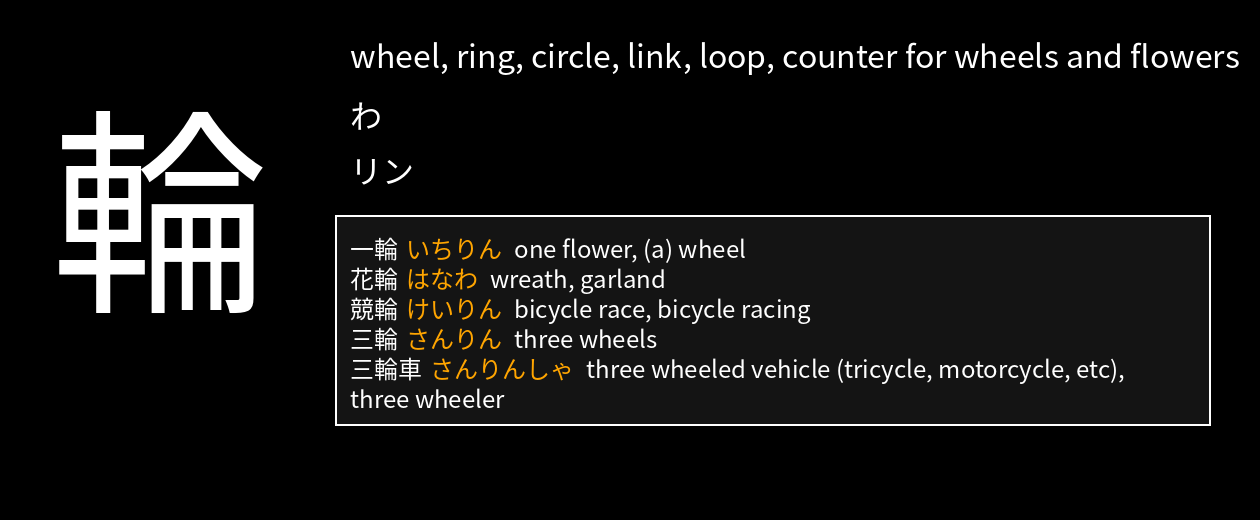 輪
wheel, ring, circle, link, loop, counter for wheels and flowers
わ
リン
一輪 いちりん one flower, (a) wheel
花輪 はなわ wreath, garland
競輪 けいりん bicycle race, bicycle racing
三輪 さんりん three wheels
三輪車 さんりんしゃ three wheeled vehicle (tricycle, motorcycle, etc),
three wheeler